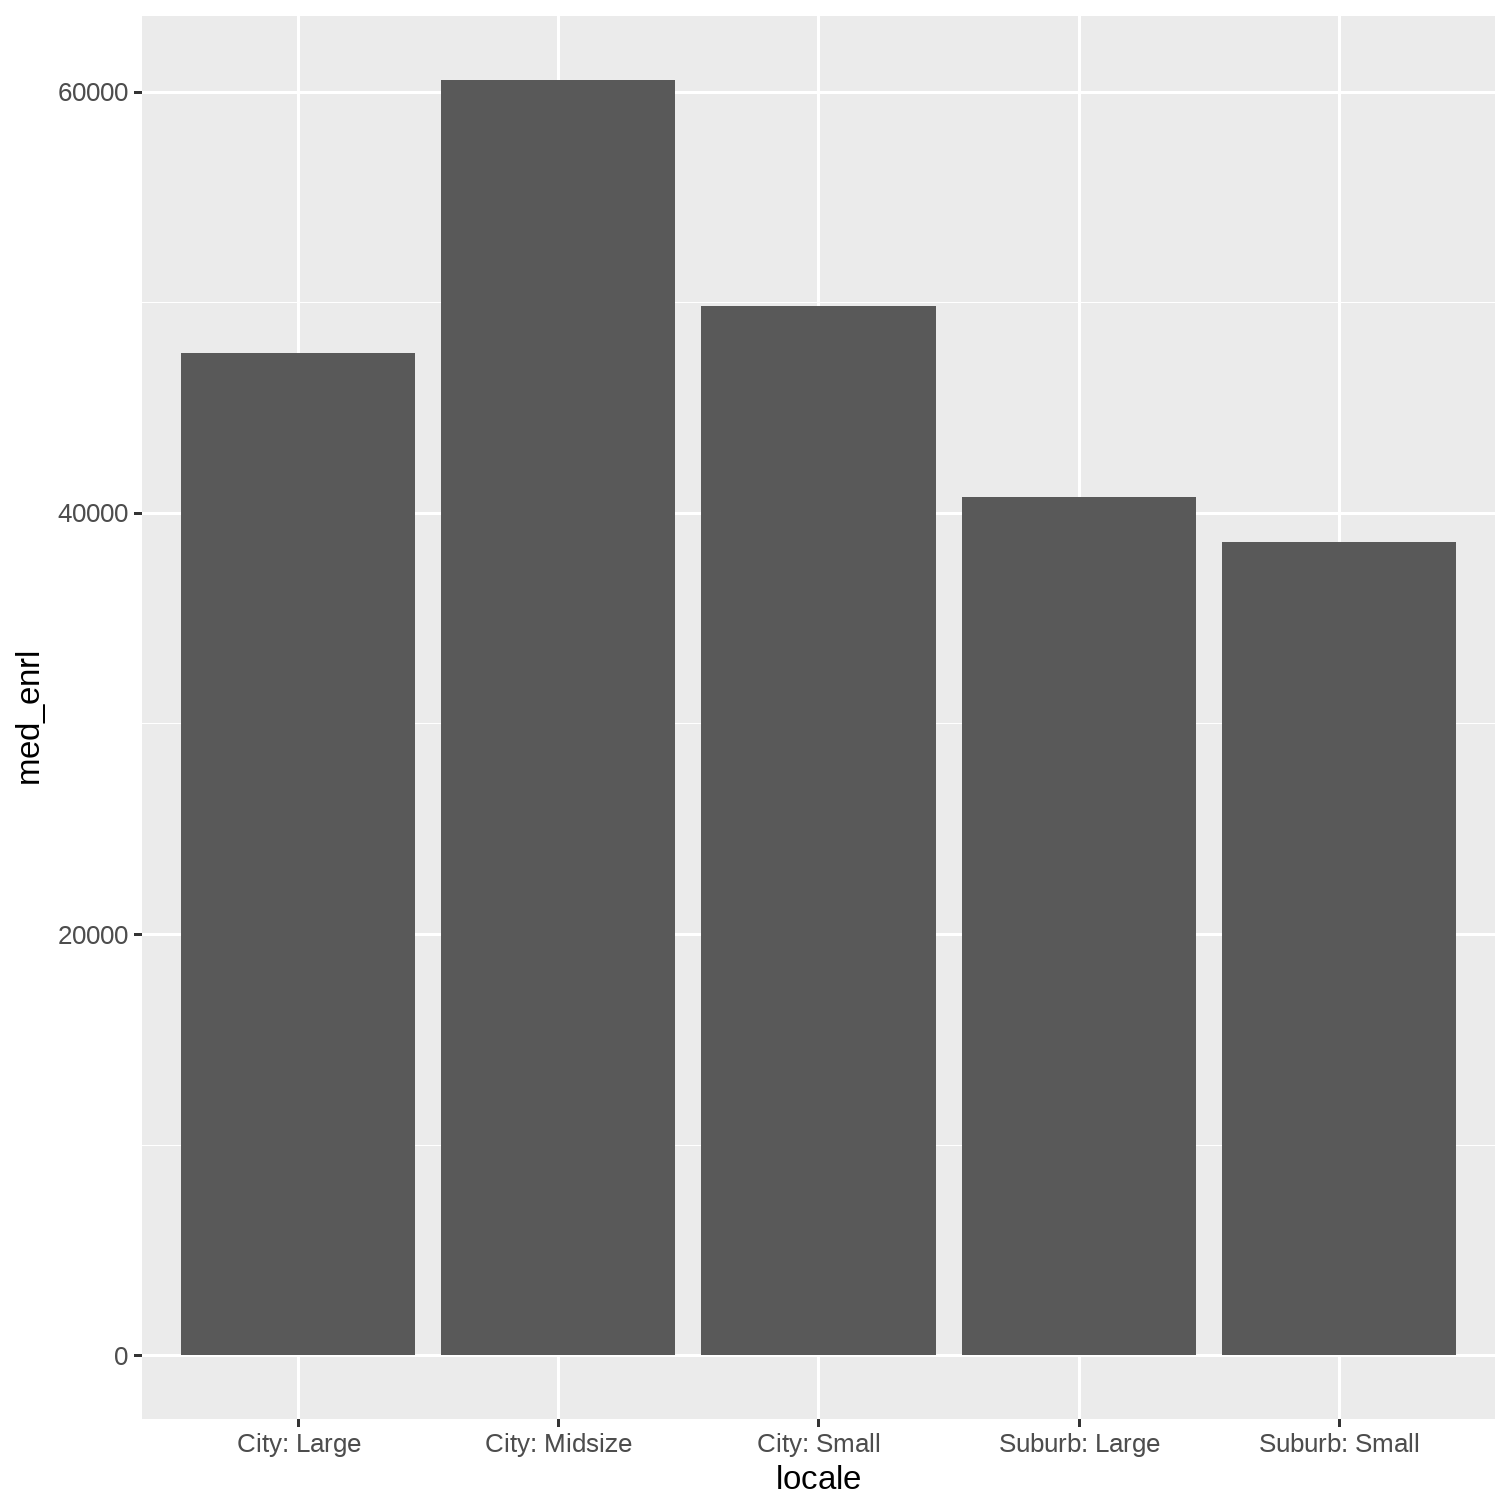 60000
40000
20000
0
med_enrl
City: Large
City: Midsize
City: Small
Suburb: Large
Suburb: Small
locale